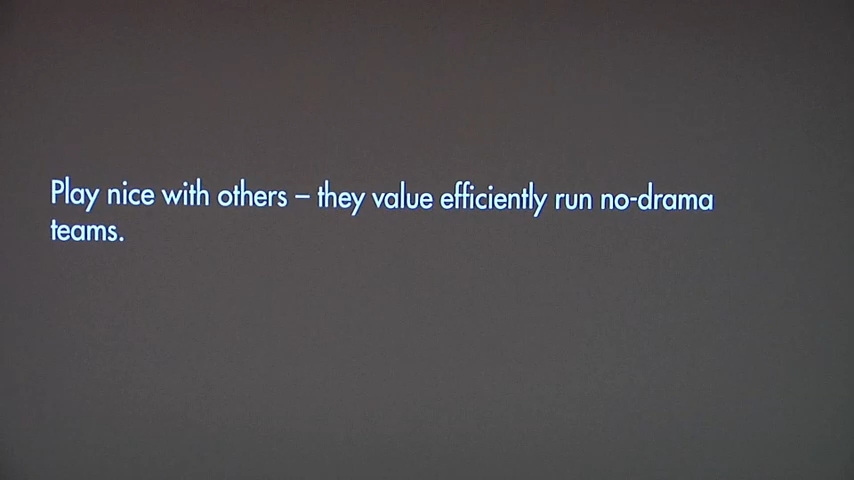 Play nice with others – they value efficiently run no-drama
teams.